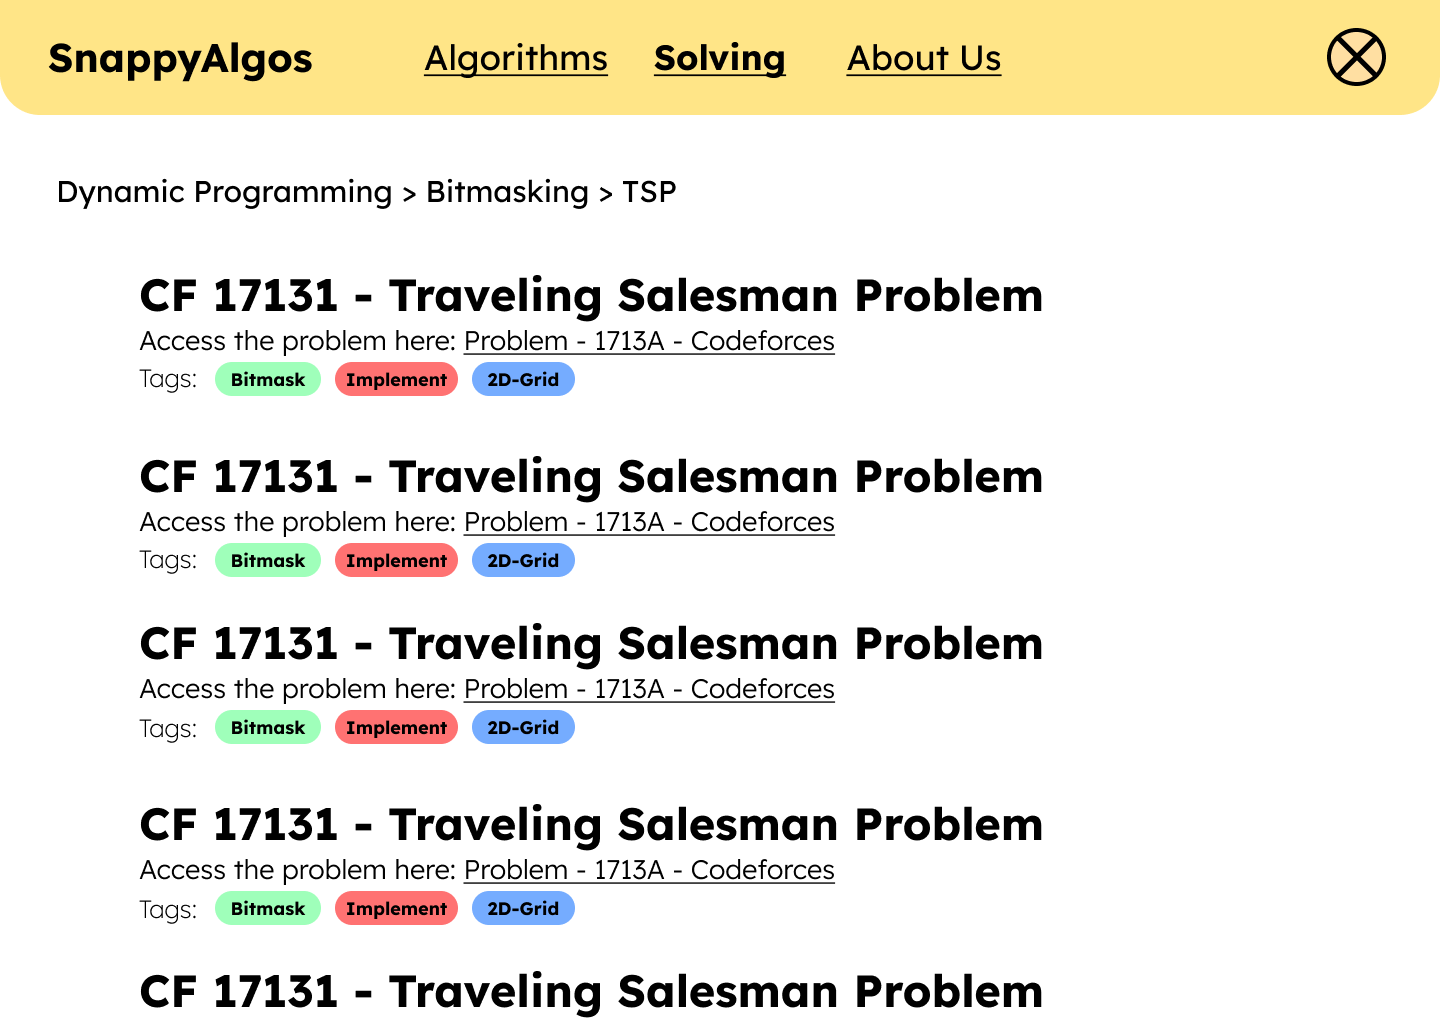 SnappyAlgos Algorithms Solving About Us
Dynamic Programming > Bitmasking > TSP
CF 17131 - Traveling Salesman Problem
Access the problem here: Problem - 1713A - Codeforces
Tags: Bitmask Implement 2D-Grid
CF 17131 - Traveling Salesman Problem
Access the problem here: Problem - 1713A - Codeforces
Tags: Bitmask Implement 2D-Grid
CF 17131 - Traveling Salesman Problem
Access the problem here: Problem - 1713A - Codeforces
Tags: Bitmask Implement 2D-Grid
CF 17131 - Traveling Salesman Problem
Access the problem here: Problem - 1713A - Codeforces
Tags: Bitmask Implement 2D-Grid
CF 17131 - Traveling Salesman Problem